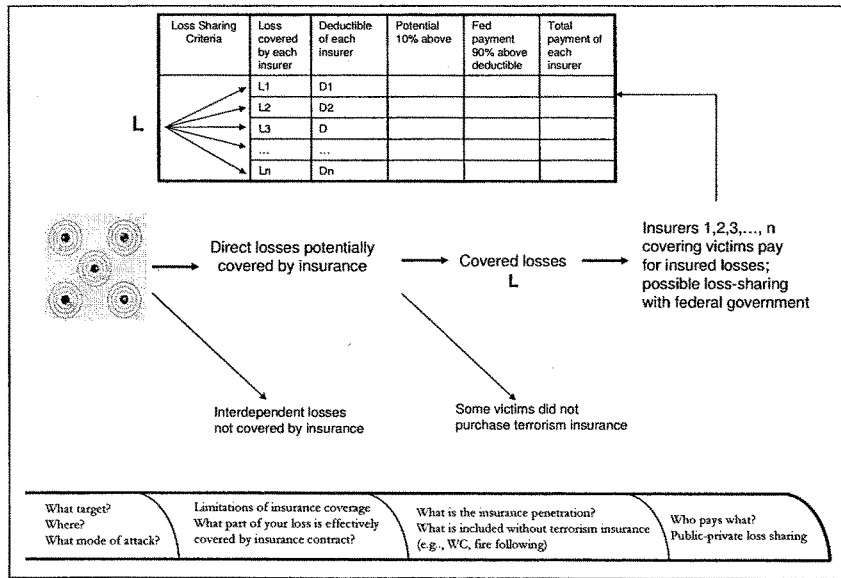 Loss Sharing
Criteria
Loss
covered
by each
insurer
Deductible
of each
insurer
Potential
10% above
Fed
payment
90% above
deductible
Total
payment of
each
insurer
L
L1 D1
L2 D2
L3 D
... ...
Ln Dn
Direct losses potentially
covered by insurance
Covered losses
L
Insurers 1,2,3,..., n
covering victims pay
for insured losses;
possible loss-sharing
with federal government
Interdependent losses
not covered by insurance
Some victims did not
purchase terrorism insurance
What target?
Where?
What mode of attack?
Limitations of insurance coverage
What part of your loss is effectively
covered by insurance contract?
What is the insurance penetration?
What is included without terrorism insurance
(e.g., WC, fire following)
Who pays what?
Public-private loss sharing